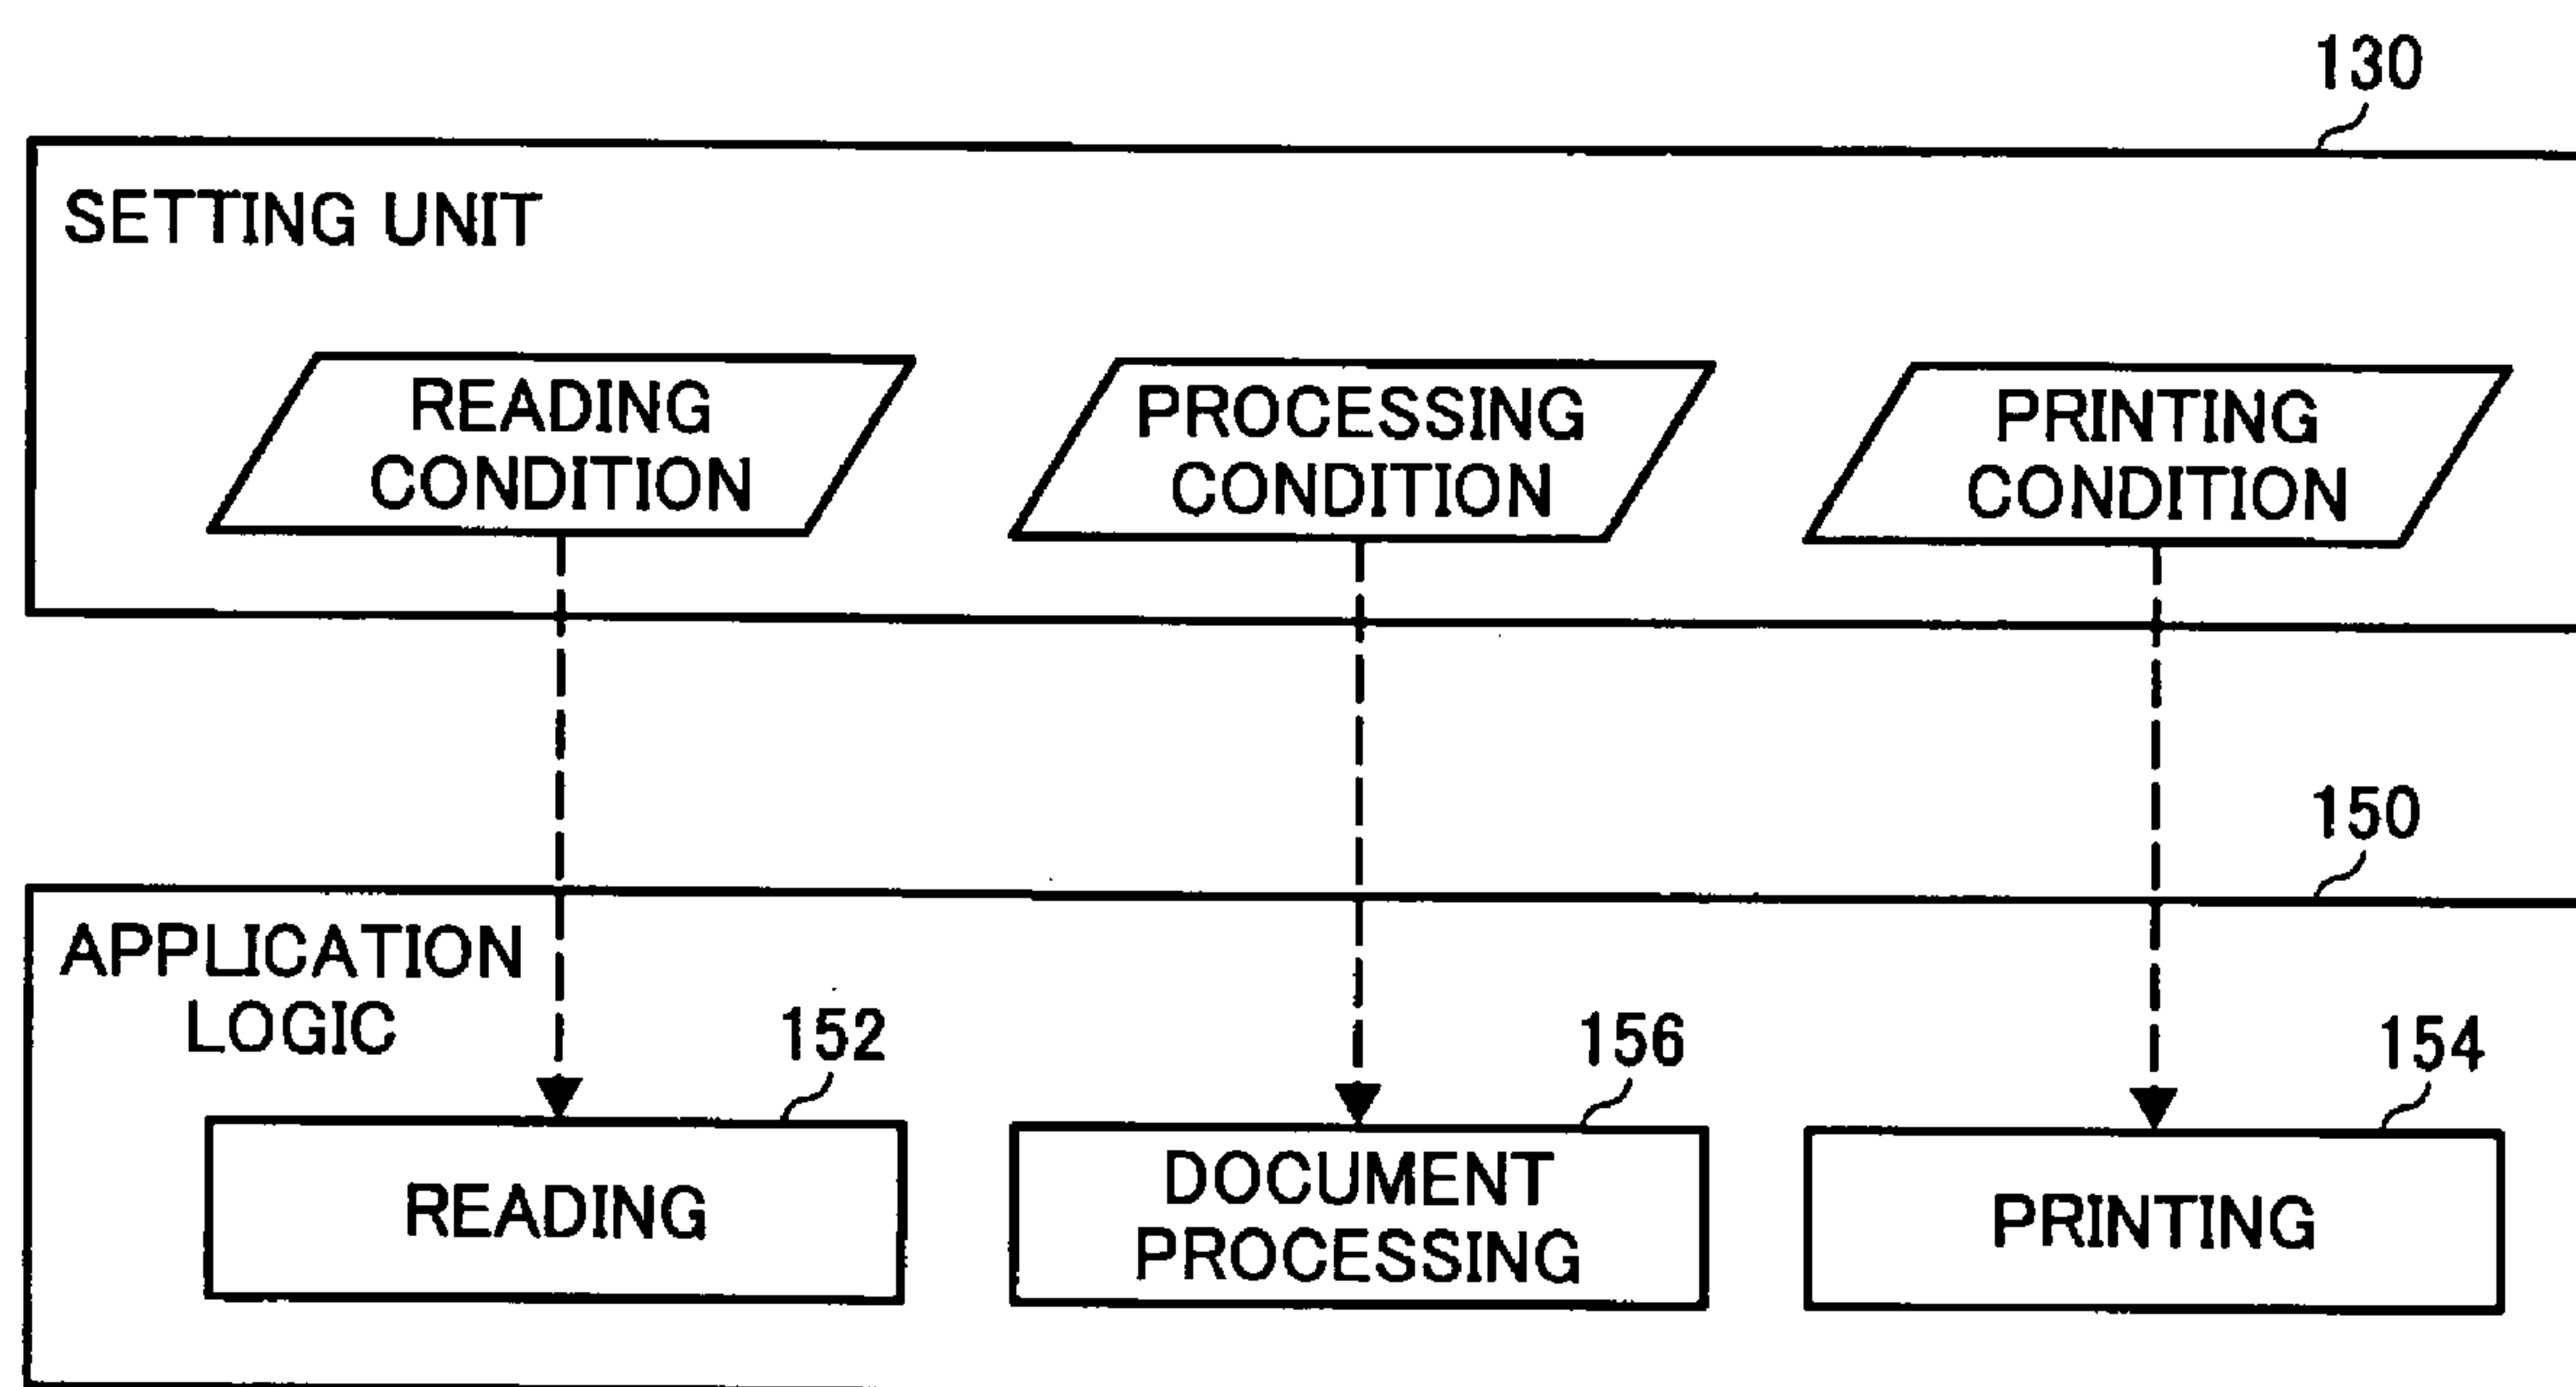 130
SETTING UNIT
READING
CONDITION
PROCESSING
CONDITION
PRINTING
CONDITION
150
APPLICATION
LOGIC
152
156
154
READING
DOCUMENT
PROCESSING
PRINTING